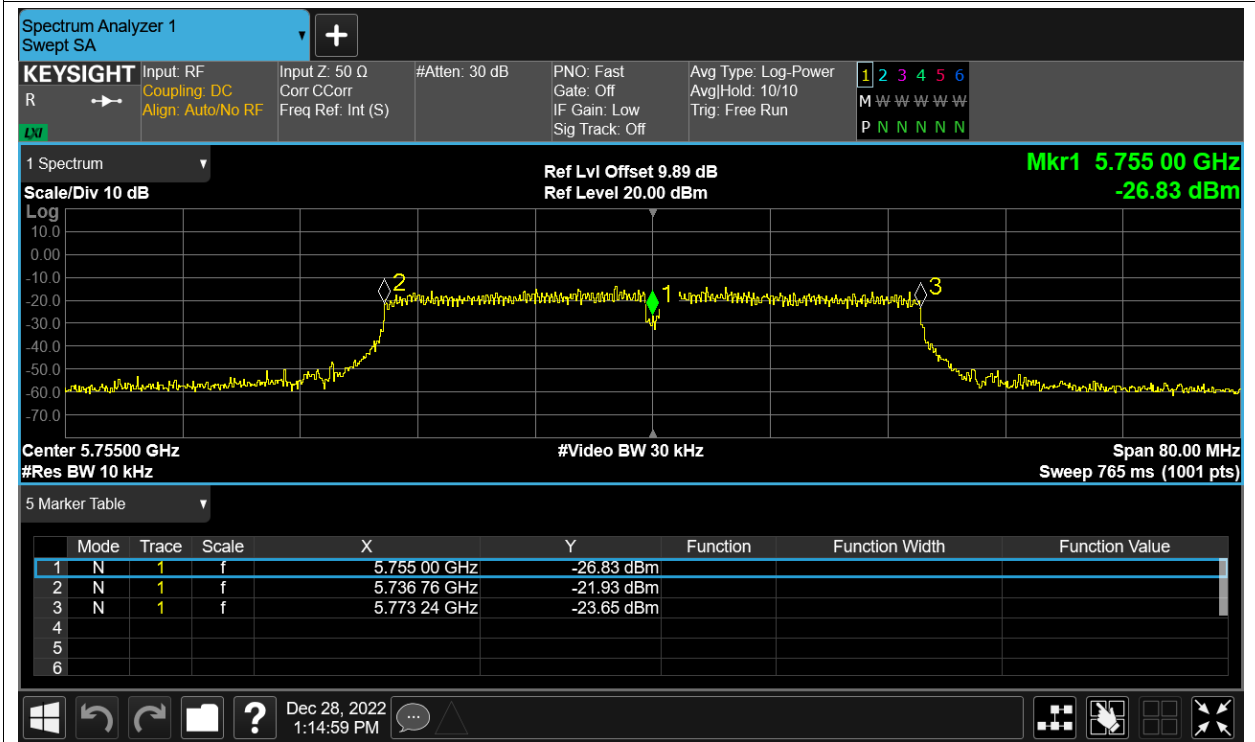 Spectrum Analyzer 1
Swept SA
KEYSIGHT
R
LXI
Input: RF
Coupling: DC
Align: Auto/No RF
Input Z: 50 Ω
Corr CCorr
Freq Ref: Int (S)
#Atten: 30 dB
PNO: Fast
Gate: Off
IF Gain: Low
Sig Track: Off
Avg Type: Log-Power
Avg|Hold: 10/10
Trig: Free Run
1 2 3 4 5 6
M W W W W W
P N N N N N
1 Spectrum
Scale/Div 10 dB
Ref Lvl Offset 9.89 dB
Ref Level 20.00 dBm
Mkr1 5.755 00 GHz
-26.83 dBm
Log
10.0
0.00
-10.0
-20.0
-30.0
-40.0
-50.0
-60.0
-70.0
2
1
3
Center 5.75500 GHz
#Video BW 30 kHz
Span 80.00 MHz
#Res BW 10 kHz
Sweep 765 ms (1001 pts)
5 Marker Table
Mode Trace Scale X Y Function Function Width Function Value
1 N 1 f 5.755 00 GHz -26.83 dBm
2 N 1 f 5.736 76 GHz -21.93 dBm
3 N 1 f 5.773 24 GHz -23.65 dBm
4
5
6
?
Dec 28, 2022
1:14:59 PM